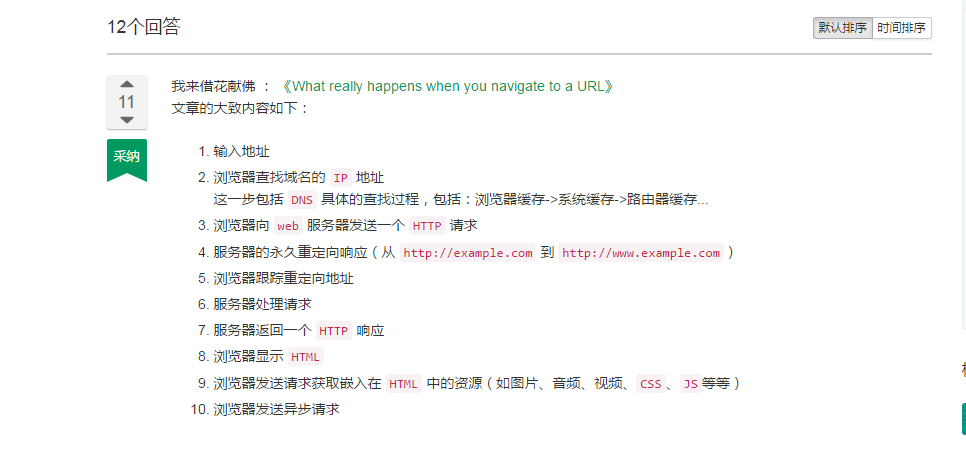 12个回答
默认排序 时间排序
11
采纳
我来借花献佛 ： 《What really happens when you navigate to a URL》
文章的大致内容如下：
1. 输入地址
2. 浏览器查找域名的 IP 地址
这一步包括 DNS 具体的查找过程，包括：浏览器缓存->系统缓存->路由器缓存...
3. 浏览器向 web 服务器发送一个 HTTP 请求
4. 服务器的永久重定向响应（从 http://example.com 到 http://www.example.com ）
5. 浏览器跟踪重定向地址
6. 服务器处理请求
7. 服务器返回一个 HTTP 响应
8. 浏览器显示 HTML
9. 浏览器发送请求获取嵌入在 HTML 中的资源（如图片、音频、视频、 CSS 、 JS 等等）
10. 浏览器发送异步请求